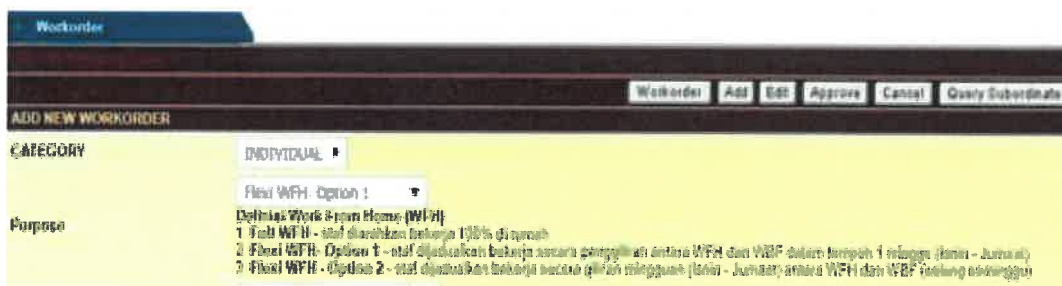 Workorder
Workorder Add Edit Approve Cancel Query Subordinate
ADD NEW WORKORDER
CATEGORY INDIVIDUAL
Flexi WFH- Option 1
Purpose
Definisi Work From Home (WFH)
1 Full WFH - staf diarahkan bekerja 100% di rumah
2 Flexi WFH- Option 1 - staf dijadualkan bekerja secara penggiliran antara WFH dan WBF dalam tempoh 1 minggu (Isnin - Jumaat)
3 Flexi WFH - Option 2 - staf dijadualkan bekerja secara giliran mingguan (Isnin - Jumaat) antara WFH dan WBF (selang seminggu)